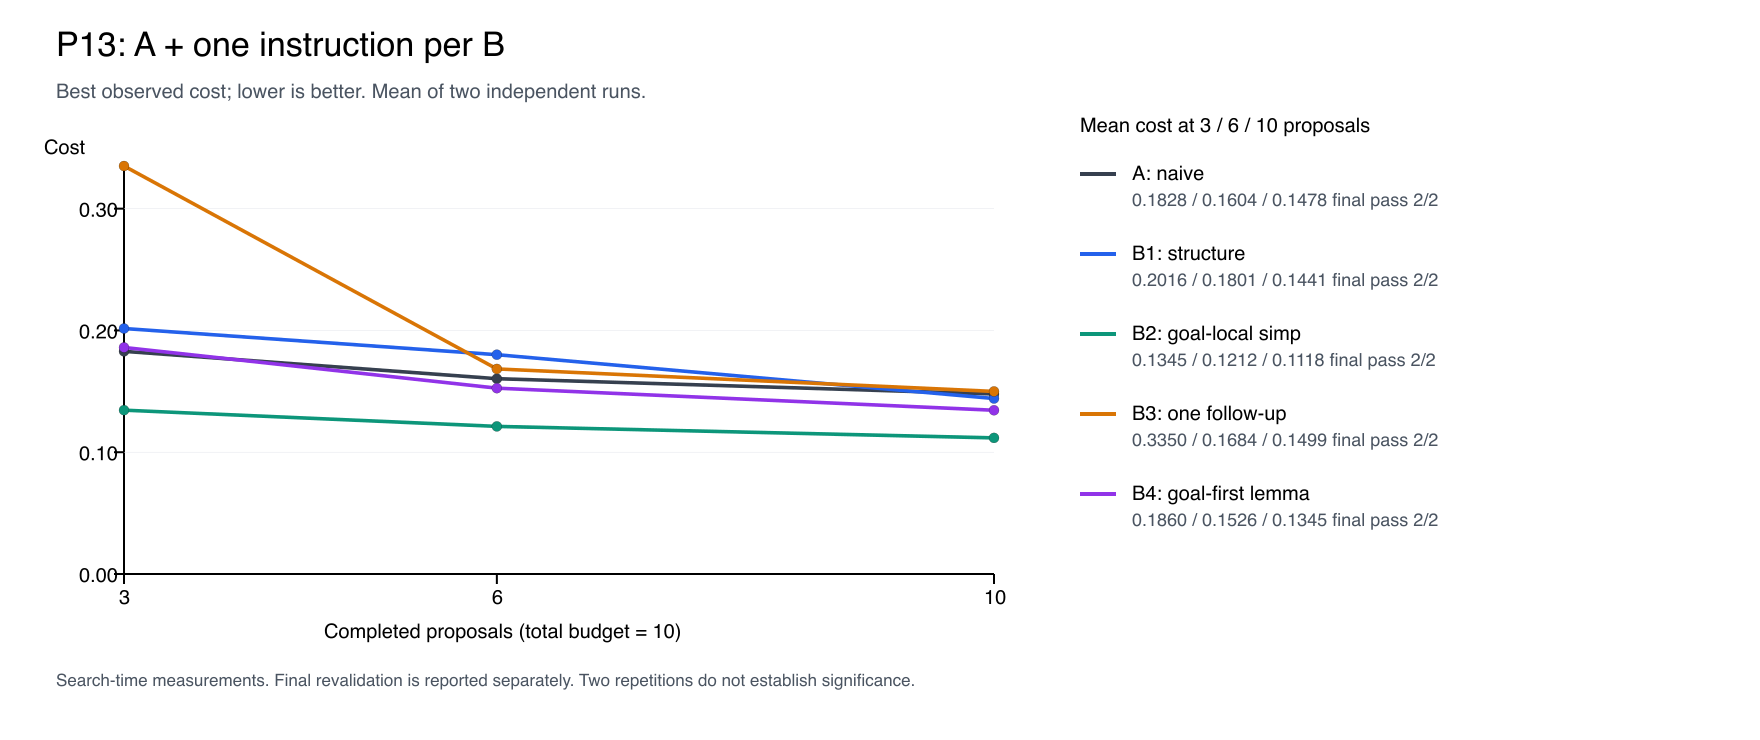 P13: A + one instruction per B
Best observed cost; lower is better. Mean of two independent runs.
Cost
0.30
0.20
0.10
0.00
3
6
10
Completed proposals (total budget = 10)
Mean cost at 3 / 6 / 10 proposals
A: naive
0.1828 / 0.1604 / 0.1478 final pass 2/2
B1: structure
0.2016 / 0.1801 / 0.1441 final pass 2/2
B2: goal-local simp
0.1345 / 0.1212 / 0.1118 final pass 2/2
B3: one follow-up
0.3350 / 0.1684 / 0.1499 final pass 2/2
B4: goal-first lemma
0.1860 / 0.1526 / 0.1345 final pass 2/2
Search-time measurements. Final revalidation is reported separately. Two repetitions do not establish significance.